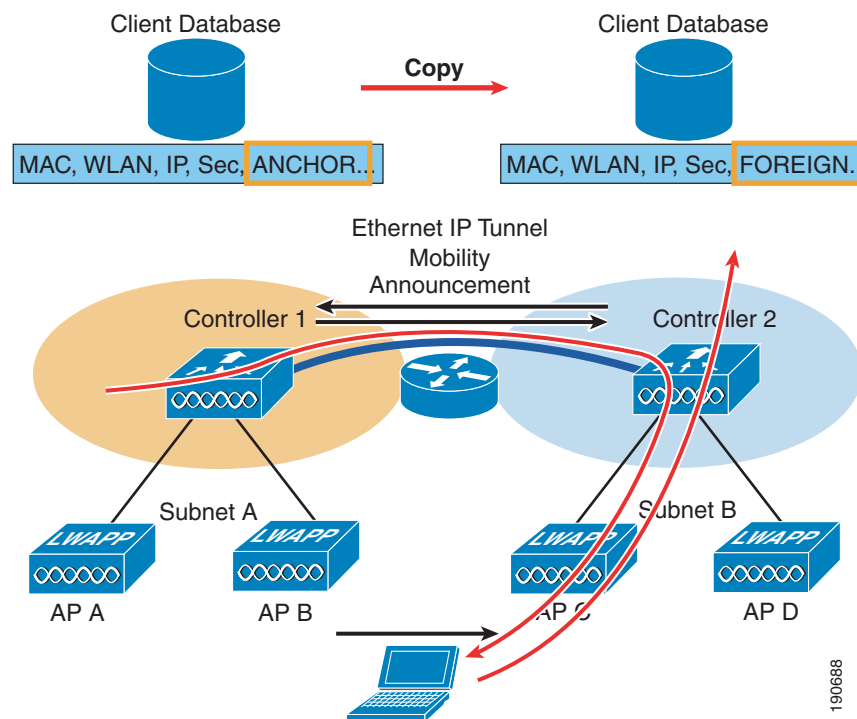 Client Database
Client Database
Copy
MAC, WLAN, IP, Sec, ANCHOR...
MAC, WLAN, IP, Sec, FOREIGN.
Ethernet IP Tunnel
Mobility
Announcement
Controller 1
Controller 2
Subnet A
Subnet B
LWAPP
LWAPP
LWAPP
LWAPP
AP A
AP B
AP C
AP D
190688